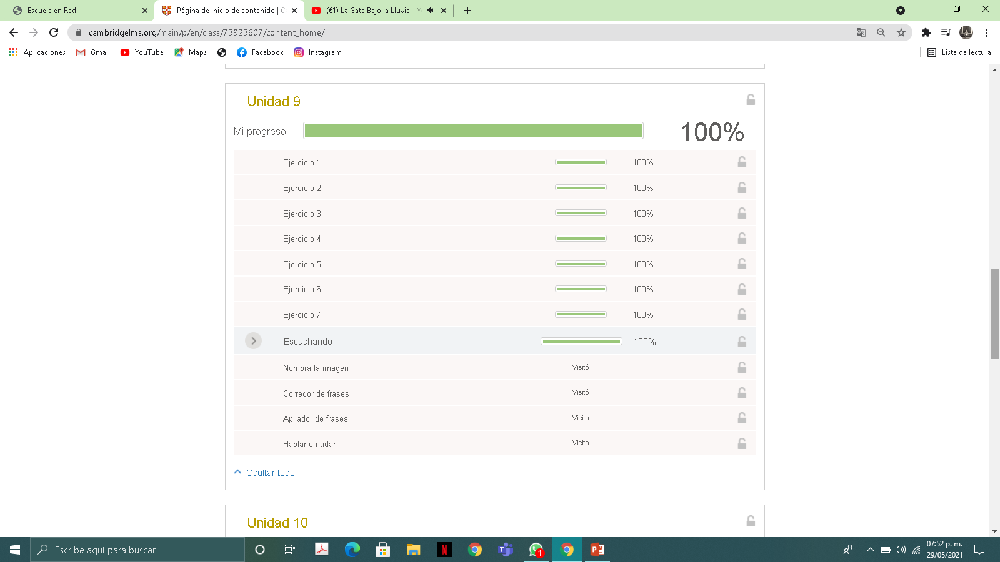 Escuela en Red
Página de inicio de contenido | C
(61) La Gata Bajo la Lluvia - Y
cambridgelms.org/main/p/en/class/73923607/content_home/
Aplicaciones
Gmail
YouTube
Maps
Facebook
Instagram
Lista de lectura
Unidad 9
Mi progreso
100%
Ejercicio 1 100%
Ejercicio 2 100%
Ejercicio 3 100%
Ejercicio 4 100%
Ejercicio 5 100%
Ejercicio 6 100%
Ejercicio 7 100%
Escuchando 100%
Nombra la imagen Visitó
Corredor de frases Visitó
Apilador de frases Visitó
Hablar o nadar Visitó
Ocultar todo
Unidad 10
Escribe aquí para buscar
1
07:52 p. m.
29/05/2021